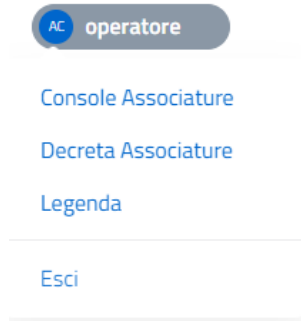 AC operatore
Console Associature
Decreta Associature
Legenda
Esci